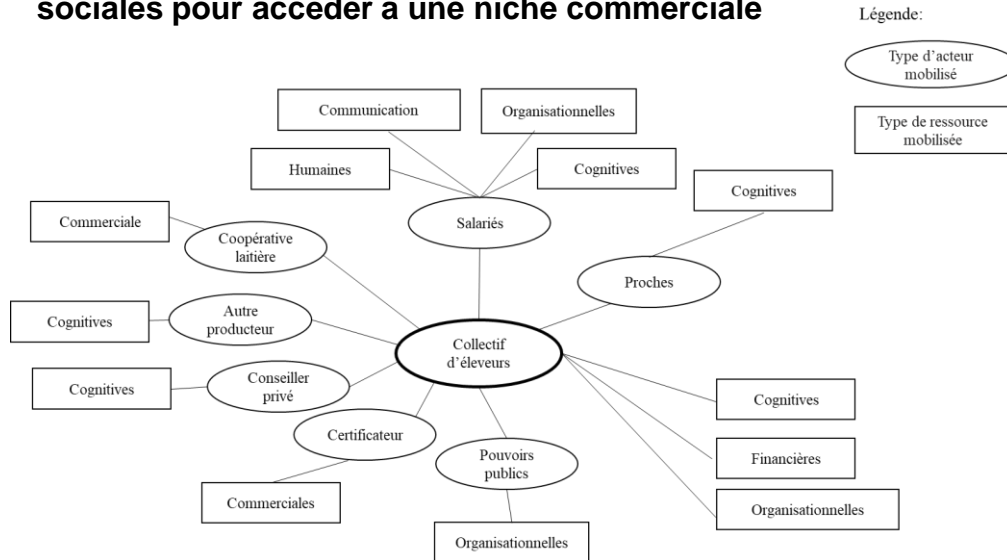 sociales pour accéder à une niche commerciale
Légende:
Type d'acteur
mobilisé
Type de ressource
mobilisée
Communication
Organisationnelles
Humaines
Cognitives
Cognitives
Salariés
Commerciale
Coopérative
laitière
Proches
Cognitives
Autre
producteur
Collectif
d'éleveurs
Cognitives
Conseiller
privé
Cognitives
Certificateur
Pouvoirs
publics
Financières
Commerciales
Organisationnelles
Organisationnelles